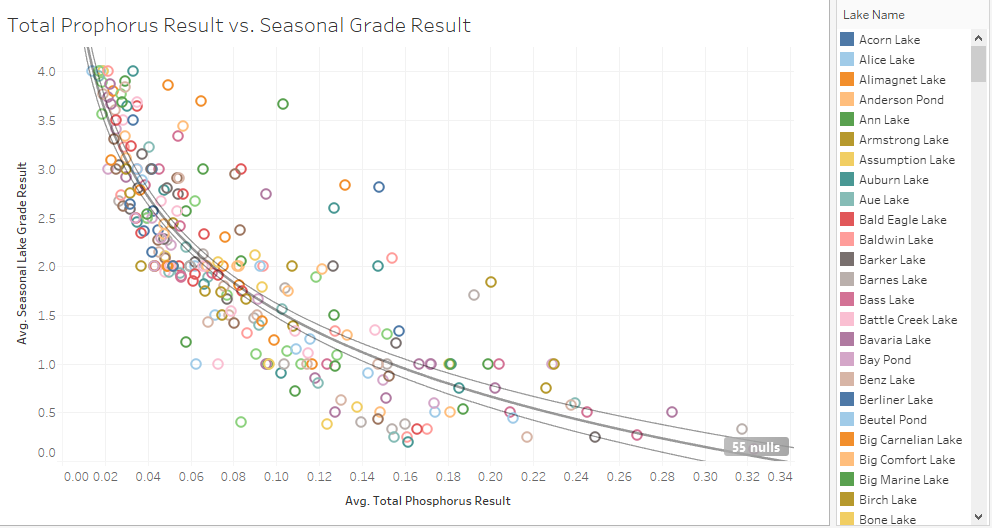 Total Prophorus Result vs. Seasonal Grade Result
Avg. Seasonal Lake Grade Result
4.0
3.5
3.0
2.5
2.0
1.5
1.0
0.5
0.0
55 nulls
0.00 0.02 0.04 0.06 0.08 0.10 0.12 0.14 0.16 0.18 0.20 0.22 0.24 0.26 0.28 0.30 0.32 0.34
Avg. Total Phosphorus Result
Lake Name
Acorn Lake
Alice Lake
Alimagnet Lake
Anderson Pond
Ann Lake
Armstrong Lake
Assumption Lake
Auburn Lake
Aue Lake
Bald Eagle Lake
Baldwin Lake
Barker Lake
Barnes Lake
Bass Lake
Battle Creek Lake
Bavaria Lake
Bay Pond
Benz Lake
Berliner Lake
Beutel Pond
Big Carnelian Lake
Big Comfort Lake
Big Marine Lake
Birch Lake
Bone Lake